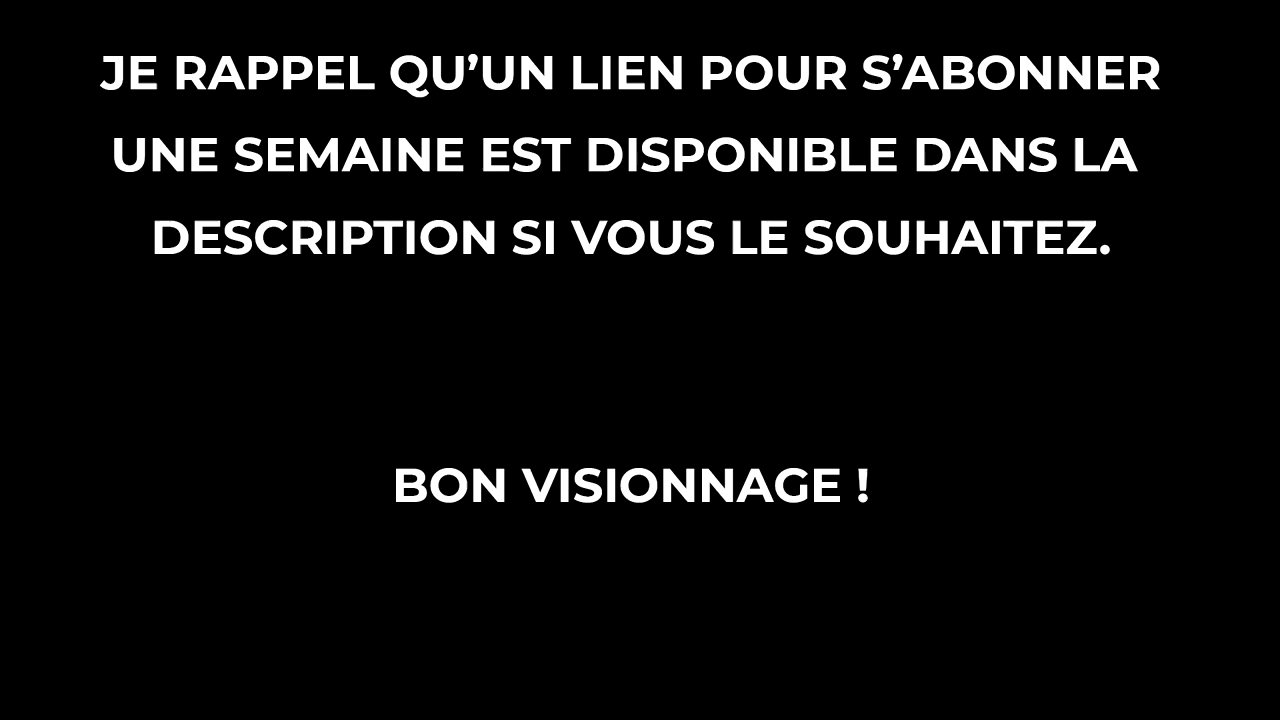 JE RAPPEL QU’UN LIEN POUR S’ABONNER
UNE SEMAINE EST DISPONIBLE DANS LA
DESCRIPTION SI VOUS LE SOUHAITEZ.
BON VISIONNAGE !